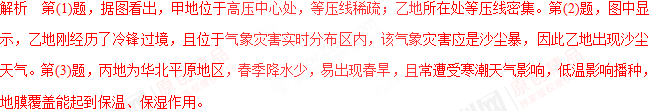 解析　第(1)题，据图看出，甲地位于高压中心处，等压线稀疏；乙地所在处等压线密集。第(2)题，图中显
示，乙地刚经历了冷锋过境，且位于气象灾害实时分布区内，该气象灾害应是沙尘暴，因此乙地出现沙尘
天气。第(3)题，丙地为华北平原地区，春季降水少，易出现春旱，且常遭受寒潮天气影响，低温影响播种，
地膜覆盖能起到保温、保湿作用。